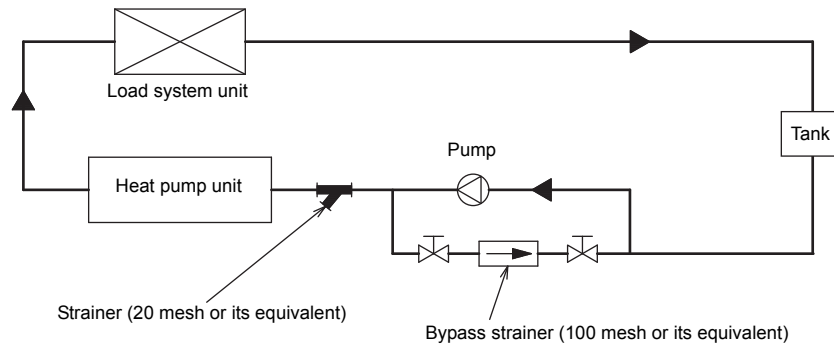 Load system unit
Tank
Pump
Heat pump unit
Strainer (20 mesh or its equivalent)
Bypass strainer (100 mesh or its equivalent)